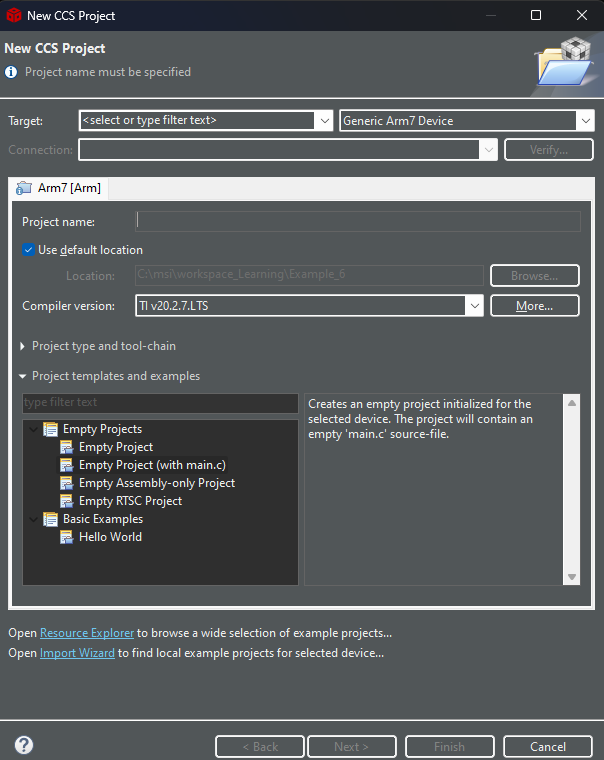 New CCS Project
New CCS Project
Project name must be specified
Target: <select or type filter text> Generic Arm7 Device
Connection: Verify...
Arm7 [Arm]
Project name:
Use default location
Location: C:\msi\workspace_Learning\Example_6 Browse...
Compiler version: TI v20.2.7.LTS More...
Project type and tool-chain
Project templates and examples
type filter text
Empty Projects
Empty Project
Empty Project (with main.c)
Empty Assembly-only Project
Empty RTSC Project
Basic Examples
Hello World
Creates an empty project initialized for the
selected device. The project will contain an
empty 'main.c' source-file.
Open Resource Explorer to browse a wide selection of example projects...
Open Import Wizard to find local example projects for selected device...
? < Back Next > Finish Cancel